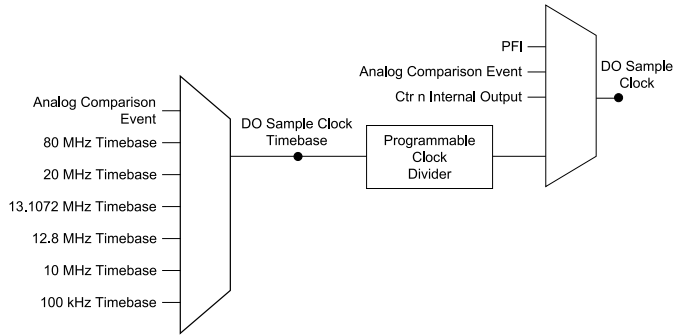 PFI
Analog Comparison Event
Ctr n Internal Output
DO Sample
Clock
Analog Comparison
Event
80 MHz Timebase
20 MHz Timebase
13.1072 MHz Timebase
12.8 MHz Timebase
10 MHz Timebase
100 kHz Timebase
DO Sample Clock
Timebase
Programmable
Clock
Divider